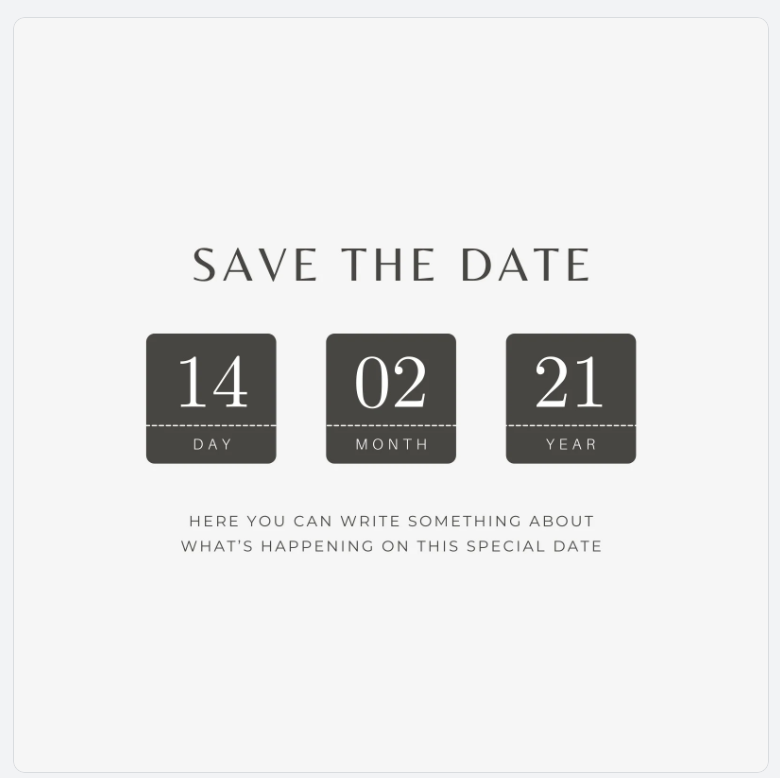 SAVE THE DATE
14 02 21
DAY MONTH YEAR
HERE YOU CAN WRITE SOMETHING ABOUT
WHAT'S HAPPENING ON THIS SPECIAL DATE